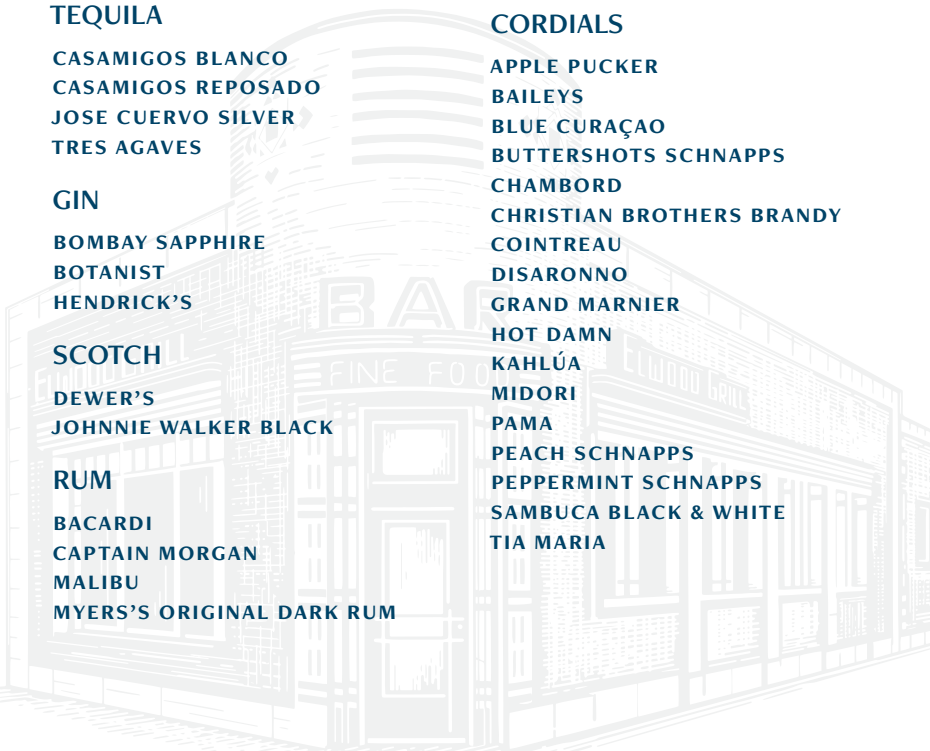 TEQUILA
CASAMIGOS BLANCO
CASAMIGOS REPOSADO
JOSE CUERVO SILVER
TRES AGAVES
GIN
BOMBAY SAPPHIRE
BOTANIST
HENDRICK’S
SCOTCH
DEWER’S
JOHNNIE WALKER BLACK
RUM
BACARDI
CAPTAIN MORGAN
MALIBU
MYERS’S ORIGINAL DARK RUM
CORDIALS
APPLE PUCKER
BAILEYS
BLUE CURAÇAO
BUTTERSHOTS SCHNAPPS
CHAMBORD
CHRISTIAN BROTHERS BRANDY
COINTREAU
DISARONNO
GRAND MARNIER
HOT DAMN
KAHLÚA
MIDORI
PAMA
PEACH SCHNAPPS
PEPPERMINT SCHNAPPS
SAMBUCA BLACK & WHITE
TIA MARIA
BAR
FINE FOOD
ELWOOD GRILL
ELWOOD GRILL